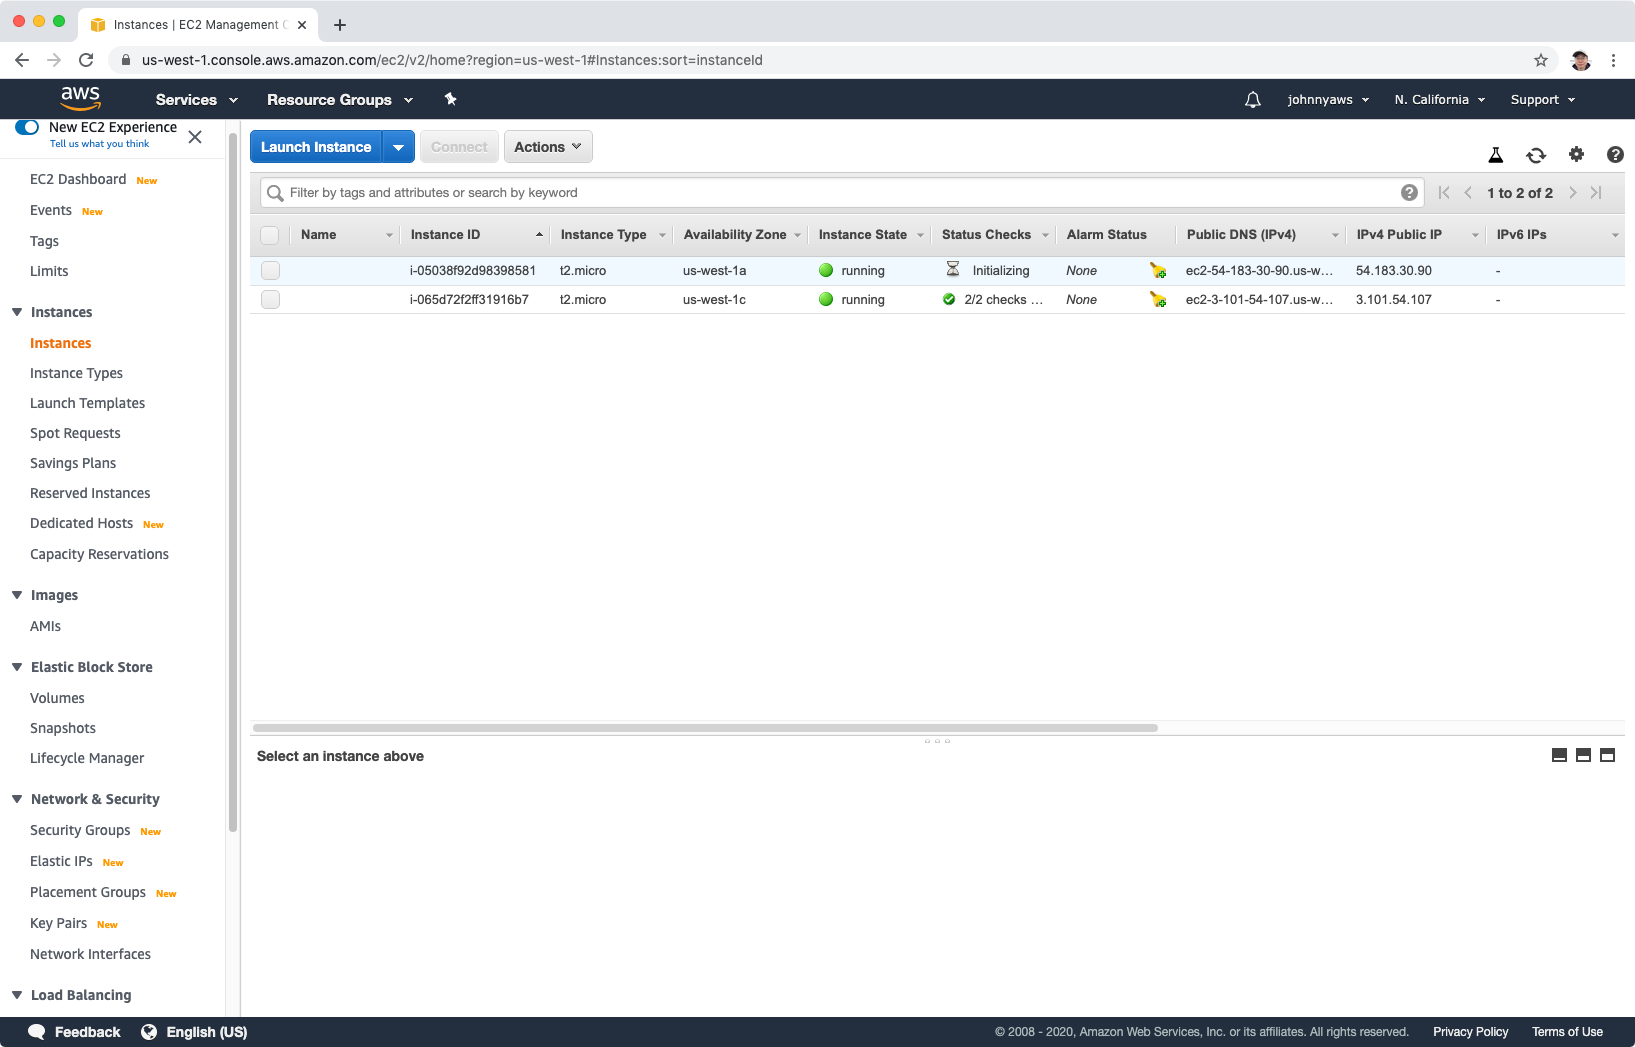 Instances | EC2 Management C
us-west-1.console.aws.amazon.com/ec2/v2/home?region=us-west-1#Instances:sort=instanceId
aws Services Resource Groups johnnyaws N. California Support
New EC2 Experience
Tell us what you think
EC2 Dashboard New
Events New
Tags
Limits
Instances
Instances
Instance Types
Launch Templates
Spot Requests
Savings Plans
Reserved Instances
Dedicated Hosts New
Capacity Reservations
Images
AMIs
Elastic Block Store
Volumes
Snapshots
Lifecycle Manager
Network & Security
Security Groups New
Elastic IPs New
Placement Groups New
Key Pairs New
Network Interfaces
Load Balancing
Launch Instance Connect Actions
Filter by tags and attributes or search by keyword 1 to 2 of 2
Name Instance ID Instance Type Availability Zone Instance State Status Checks Alarm Status Public DNS (IPv4) IPv4 Public IP IPv6 IPs
i-05038f92d98398581 t2.micro us-west-1a running Initializing None ec2-54-183-30-90.us-w... 54.183.30.90 -
i-065d72f2ff31916b7 t2.micro us-west-1c running 2/2 checks ... None ec2-3-101-54-107.us-w... 3.101.54.107 -
Select an instance above
Feedback English (US) © 2008 - 2020, Amazon Web Services, Inc. or its affiliates. All rights reserved. Privacy Policy Terms of Use